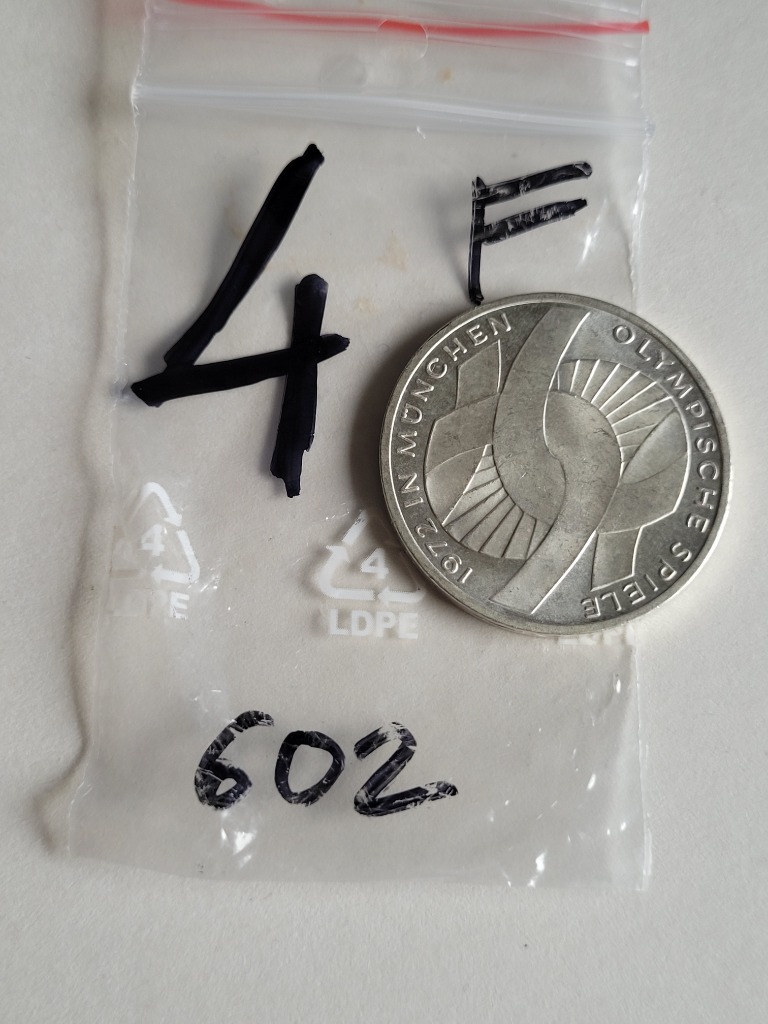 4 F
OLYMPISCHE SPIELE
1972 IN MÜNCHEN
4
LDPE
4
LDPE
602